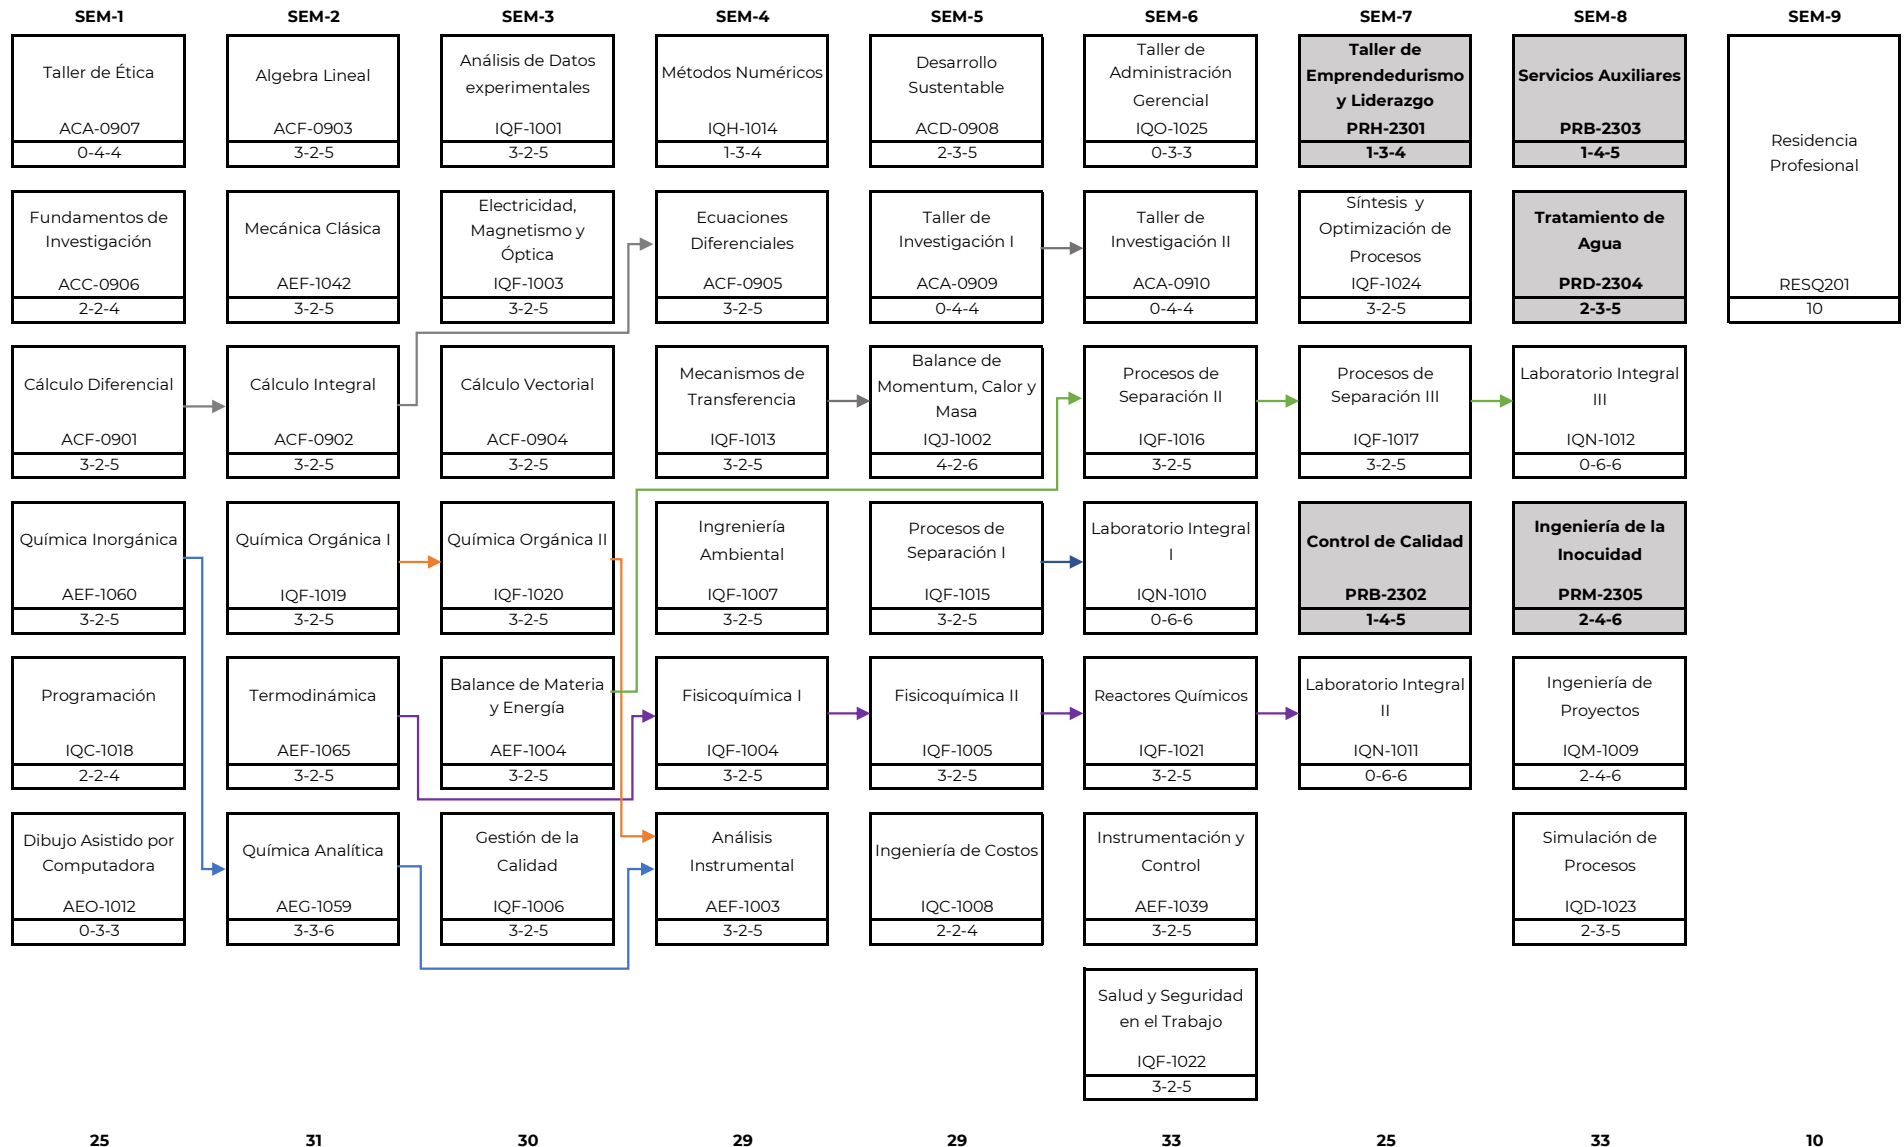 SEM-1
SEM-2
SEM-3
SEM-4
SEM-5
SEM-6
SEM-7
SEM-8
SEM-9
Taller de Ética
ACA-0907
0-4-4
Algebra Lineal
ACF-0903
3-2-5
Análisis de Datos
experimentales
IQF-1001
3-2-5
Métodos Numéricos
IQH-1014
1-3-4
Desarrollo
Sustentable
ACD-0908
2-3-5
Taller de
Administración
Gerencial
IQO-1025
0-3-3
Taller de
Emprendedurismo
y Liderazgo
PRH-2301
1-3-4
Servicios Auxiliares
PRB-2303
1-4-5
Residencia
Profesional
RESQ201
10
Fundamentos de
Investigación
ACC-0906
2-2-4
Mecánica Clásica
AEF-1042
3-2-5
Electricidad,
Magnetismo y
Óptica
IQF-1003
3-2-5
Ecuaciones
Diferenciales
ACF-0905
3-2-5
Taller de
Investigación I
ACA-0909
0-4-4
Taller de
Investigación II
ACA-0910
0-4-4
Síntesis y
Optimización de
Procesos
IQF-1024
3-2-5
Tratamiento de
Agua
PRD-2304
2-3-5
Cálculo Diferencial
ACF-0901
3-2-5
Cálculo Integral
ACF-0902
3-2-5
Cálculo Vectorial
ACF-0904
3-2-5
Mecanismos de
Transferencia
IQF-1013
3-2-5
Balance de
Momentum, Calor y
Masa
IQJ-1002
4-2-6
Procesos de
Separación II
IQF-1016
3-2-5
Procesos de
Separación III
IQF-1017
3-2-5
Laboratorio Integral
III
IQN-1012
0-6-6
Química Inorgánica
AEF-1060
3-2-5
Química Orgánica I
IQF-1019
3-2-5
Química Orgánica II
IQF-1020
3-2-5
Ingreniería
Ambiental
IQF-1007
3-2-5
Procesos de
Separación I
IQF-1015
3-2-5
Laboratorio Integral
I
IQN-1010
0-6-6
Control de Calidad
PRB-2302
1-4-5
Ingeniería de la
Inocuidad
PRM-2305
2-4-6
Programación
IQC-1018
2-2-4
Termodinámica
AEF-1065
3-2-5
Balance de Materia
y Energía
AEF-1004
3-2-5
Fisicoquímica I
IQF-1004
3-2-5
Fisicoquímica II
IQF-1005
3-2-5
Reactores Químicos
IQF-1021
3-2-5
Laboratorio Integral
II
IQN-1011
0-6-6
Ingeniería de
Proyectos
IQM-1009
2-4-6
Dibujo Asistido por
Computadora
AEO-1012
0-3-3
Química Analítica
AEG-1059
3-3-6
Gestión de la
Calidad
IQF-1006
3-2-5
Análisis
Instrumental
AEF-1003
3-2-5
Ingeniería de Costos
IQC-1008
2-2-4
Instrumentación y
Control
AEF-1039
3-2-5
Simulación de
Procesos
IQD-1023
2-3-5
Salud y Seguridad
en el Trabajo
IQF-1022
3-2-5
25
31
30
29
29
33
25
33
10